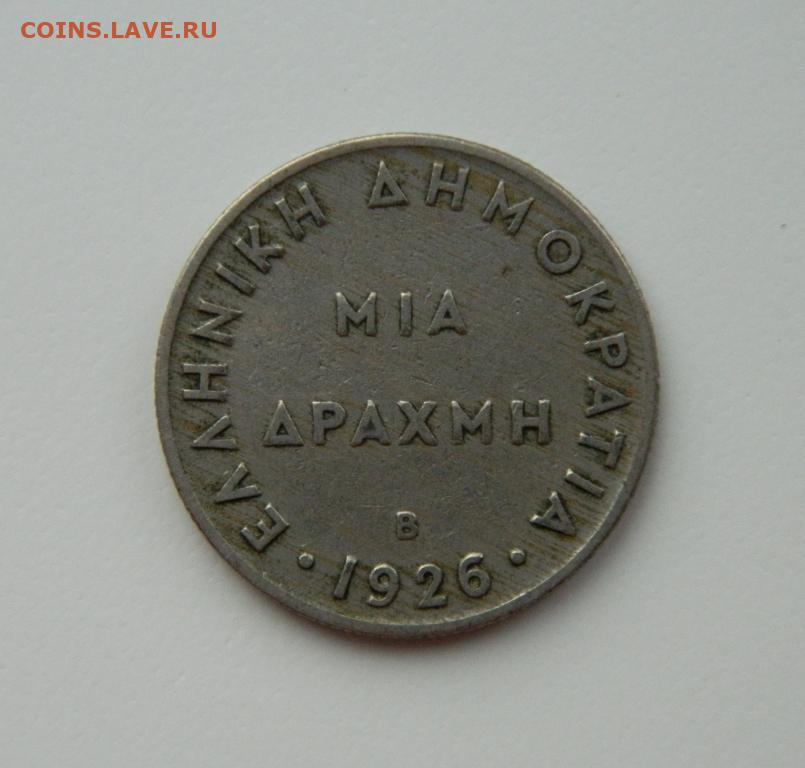 COINS.LAVE.RU
ΕΛΛΗΝΙΚΗ ΔΗΜΟΚΡΑΤΙΑ
ΜΙΑ
ΔΡΑΧΜΗ
Β
· 1926 ·